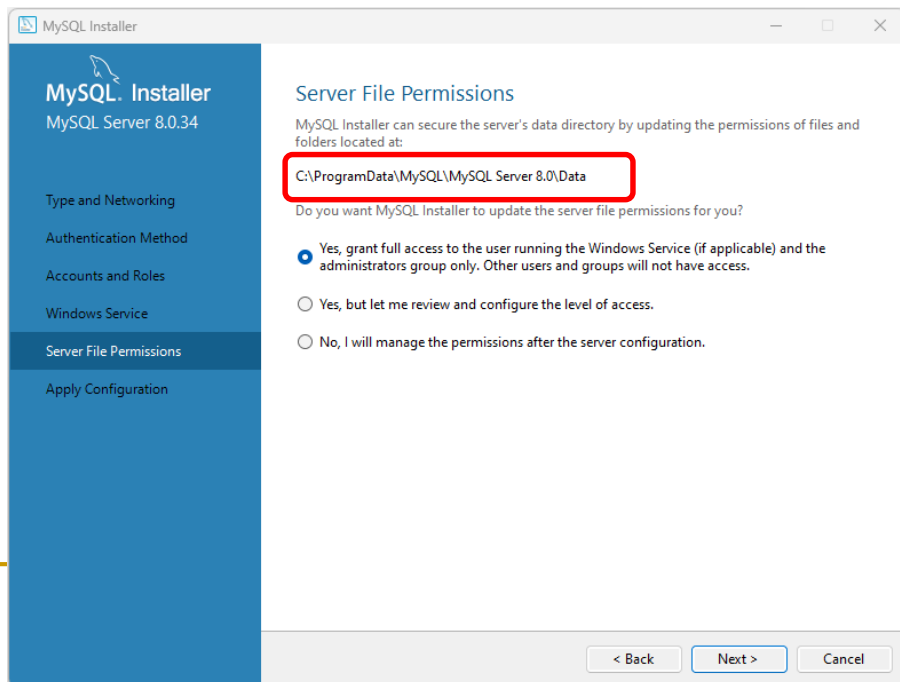 MySQL Installer
MySQL. Installer
MySQL Server 8.0.34
Type and Networking
Authentication Method
Accounts and Roles
Windows Service
Server File Permissions
Apply Configuration
Server File Permissions
MySQL Installer can secure the server's data directory by updating the permissions of files and
folders located at:
C:\ProgramData\MySQL\MySQL Server 8.0\Data
Do you want MySQL Installer to update the server file permissions for you?
Yes, grant full access to the user running the Windows Service (if applicable) and the
administrators group only. Other users and groups will not have access.
Yes, but let me review and configure the level of access.
No, I will manage the permissions after the server configuration.
< Back
Next >
Cancel